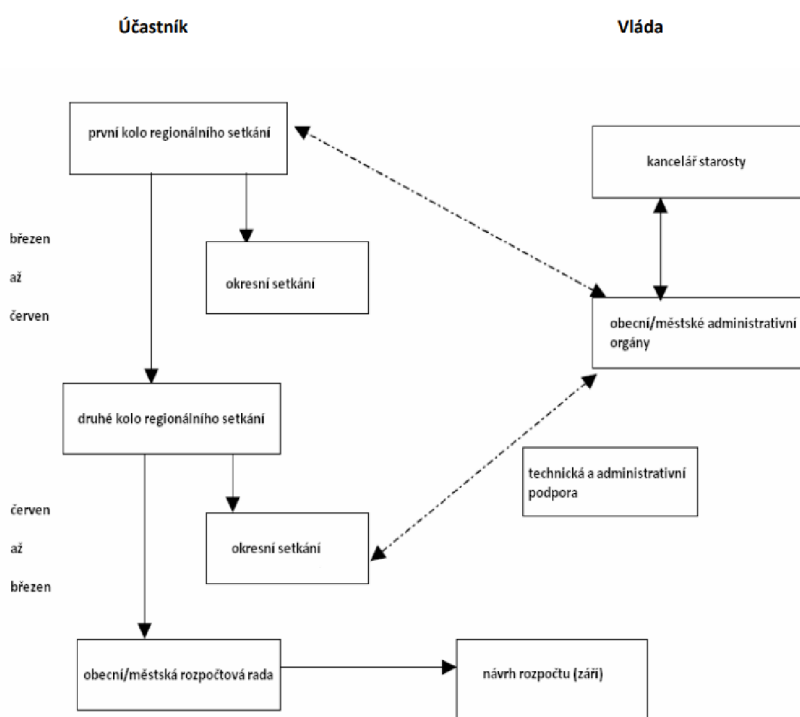 Účastník
Vláda
první kolo regionálního setkání
kancelář starosty
březen
až
červen
okresní setkání
obecní/městské administrativní
orgány
druhé kolo regionálního setkání
technická a administrativní
podpora
červen
až
březen
okresní setkání
obecní/městská rozpočtová rada
návrh rozpočtu (září)